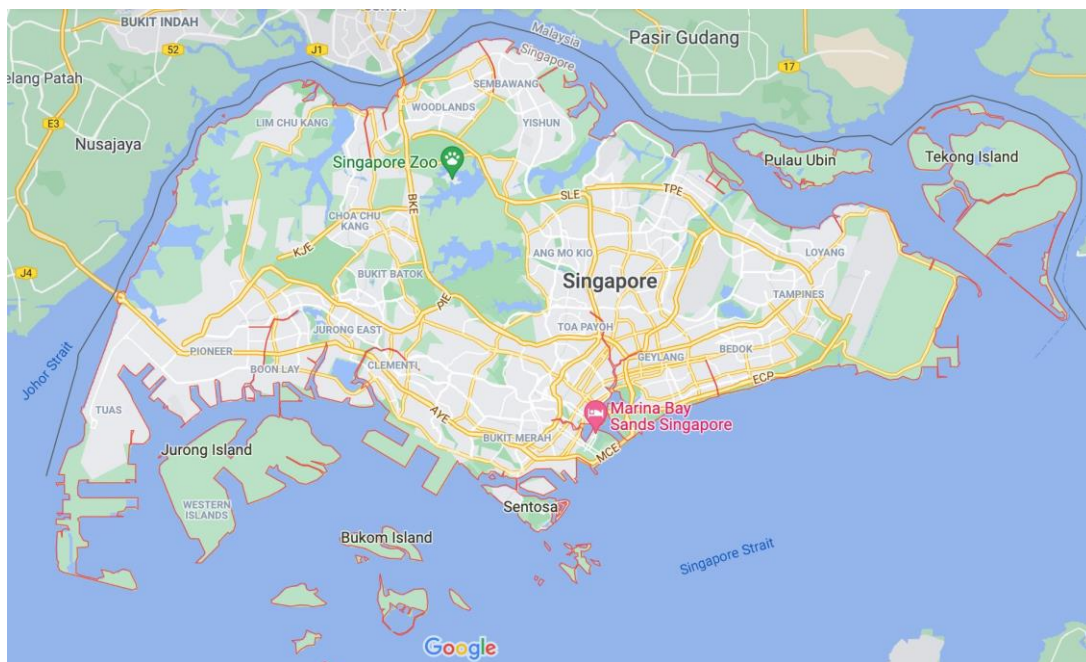 BUKIT INDAH
52
J1
Malaysia
Singapore
Pasir Gudang
17
elang Patah
E3
Nusajaya
SEMBAWANG
WOODLANDS
YISHUN
LIM CHU KANG
Singapore Zoo
Pulau Ubin
Tekong Island
BKE
SLE
TPE
CHOA CHU
KANG
KJE
ANG MO KIO
LOYANG
J4
BUKIT BATOK
Singapore
TAMPINES
PIE
JURONG EAST
TOA PAYOH
PIONEER
BOON LAY
CLEMENTI
GEYLANG
BEDOK
ECP
Johor Strait
TUAS
AYE
Marina Bay
Sands Singapore
BUKIT MERAH
MCE
Jurong Island
WESTERN
ISLANDS
Sentosa
Bukom Island
Singapore Strait
Google